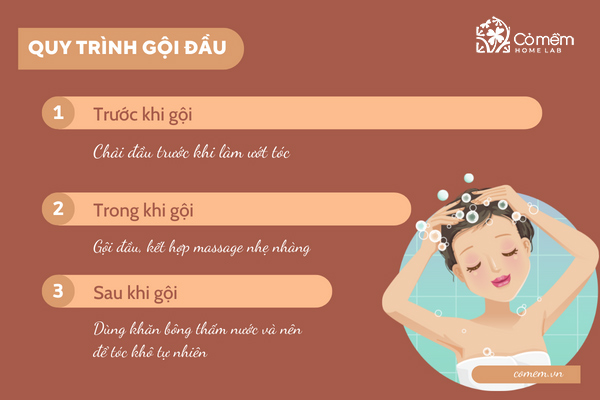 QUY TRÌNH GỘI ĐẦU
Cỏ mềm
HOME LAB
1
Trước khi gội
Chải đầu trước khi làm ướt tóc
2
Trong khi gội
Gội đầu, kết hợp massage nhẹ nhàng
3
Sau khi gội
Dùng khăn bông thấm nước và nên
để tóc khô tự nhiên
comem.vn